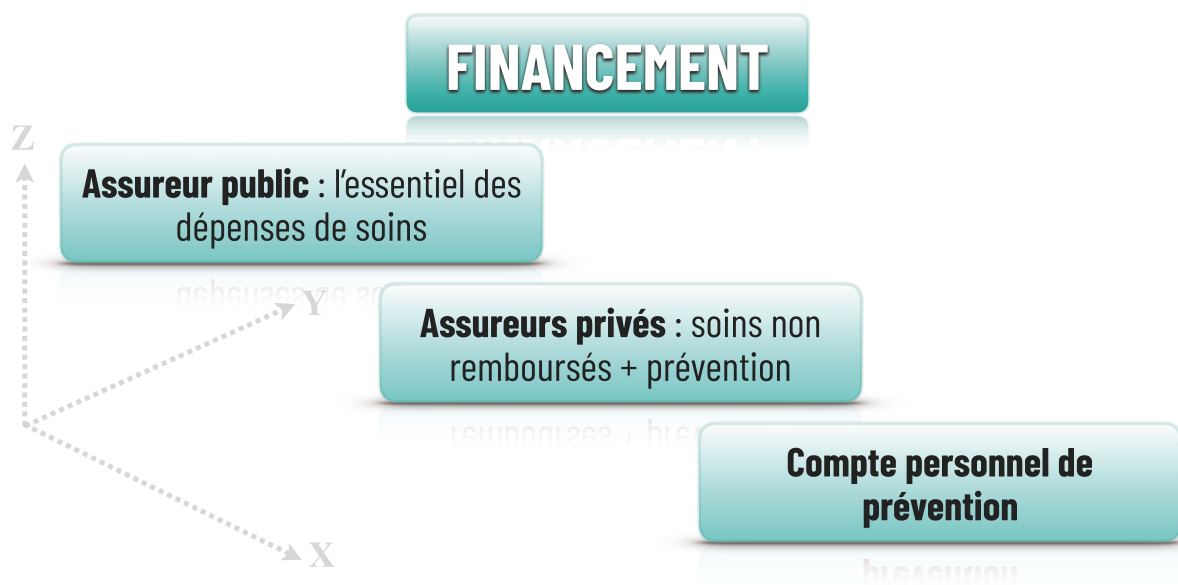 FINANCEMENT
Z
Assureur public : l’essentiel des
dépenses de soins
Y
Assureurs privés : soins non
remboursés + prévention
Compte personnel de
prévention
X